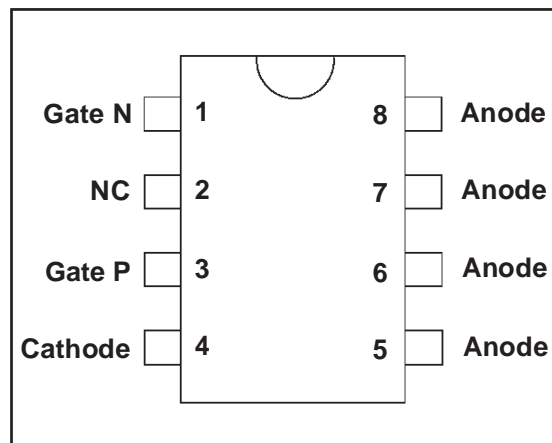 Gate N 1 8 Anode
NC 2 7 Anode
Gate P 3 6 Anode
Cathode 4 5 Anode